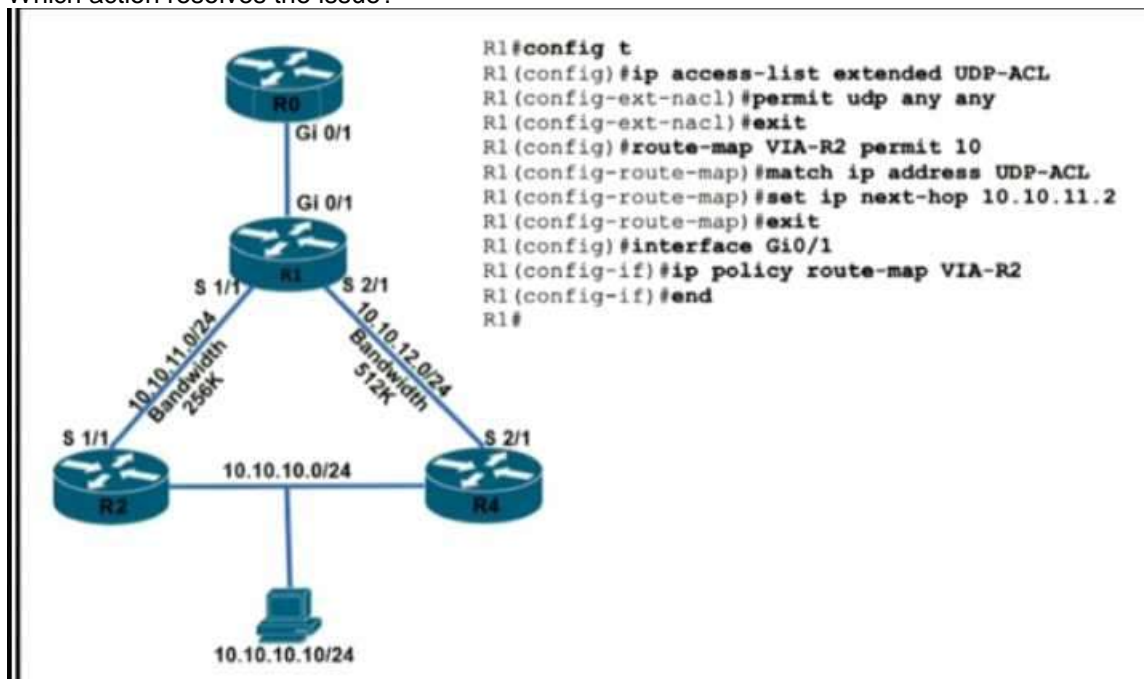 Which action resolves the issue?
R1#config t
R1(config)#ip access-list extended UDP-ACL
R1(config-ext-nacl)#permit udp any any
R1(config-ext-nacl)#exit
R1(config)#route-map VIA-R2 permit 10
R1(config-route-map)#match ip address UDP-ACL
R1(config-route-map)#set ip next-hop 10.10.11.2
R1(config-route-map)#exit
R1(config)#interface Gi0/1
R1(config-if)#ip policy route-map VIA-R2
R1(config-if)#end
R1#
R0
Gi 0/1
Gi 0/1
R1
S 1/1
S 2/1
10.10.11.0/24
Bandwidth
256K
10.10.12.0/24
Bandwidth
512K
S 1/1
S 2/1
10.10.10.0/24
R2
R4
10.10.10.10/24